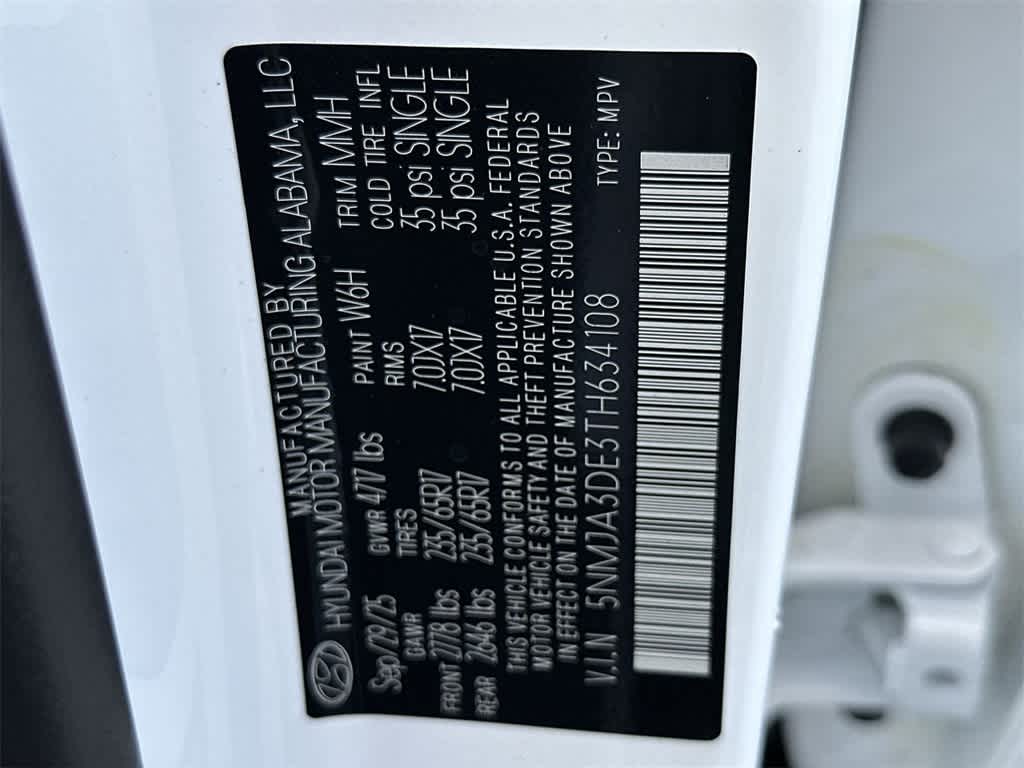 MANUFACTURED BY
HYUNDAI MOTOR MANUFACTURING ALABAMA, LLC
Sep/29/25 GVWR 4717 lbs PAINT W6H TRIM MMH
GAWR TIRES RIMS COLD TIRE INFL
FRONT 2778 lbs 235/65R17 7.0JX17 35 psi SINGLE
REAR 2646 lbs 235/65R17 7.0JX17 35 psi SINGLE
THIS VEHICLE CONFORMS TO ALL APPLICABLE U.S.A. FEDERAL
MOTOR VEHICLE SAFETY AND THEFT PREVENTION STANDARDS
IN EFFECT ON THE DATE OF MANUFACTURE SHOWN ABOVE
V.I.N 5NMJA3DE3TH634108 TYPE: MPV